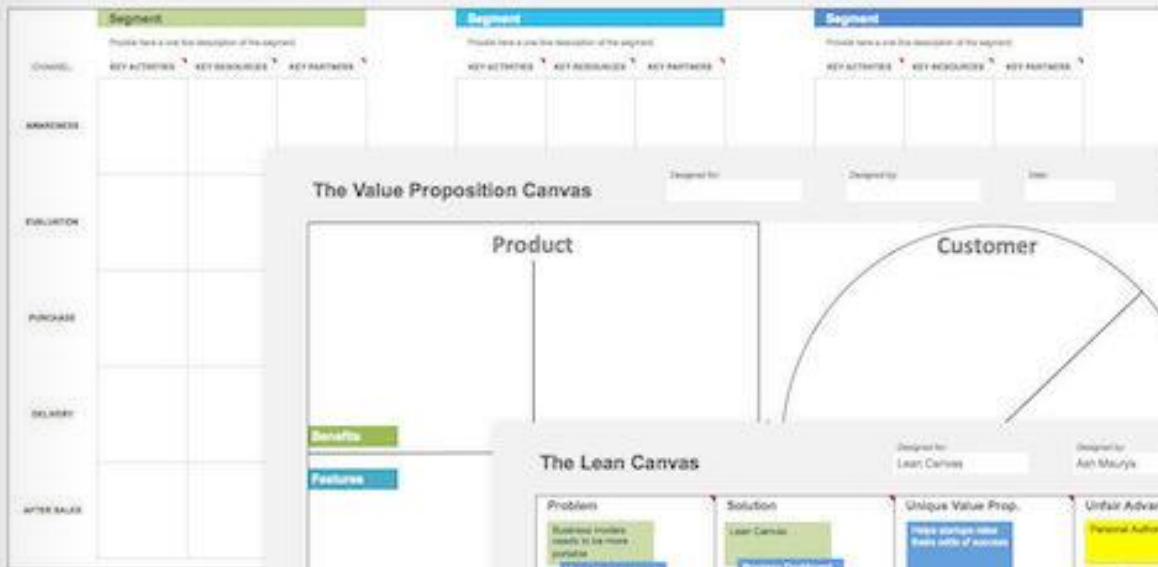 Segment Segment Segment
Provide here a one line description of the segment Provide here a one line description of the segment Provide here a one line description of the segment
CHANNEL KEY ACTIVITIES KEY RESOURCES KEY PARTNERS KEY ACTIVITIES KEY RESOURCES KEY PARTNERS KEY ACTIVITIES KEY RESOURCES KEY PARTNERS
AWARENESS
EVALUATION
PURCHASE
DELIVERY
AFTER SALES
The Value Proposition Canvas
Designed for: Designed by: Date:
Product Customer
Benefits
Features
The Lean Canvas
Designed for: Designed by:
Lean Canvas Ash Maurya
Problem Solution Unique Value Prop. Unfair Advan
Business models
needs to be more
portable
Lean Canvas
Helps startups raise
their odds of success
Personal Autho